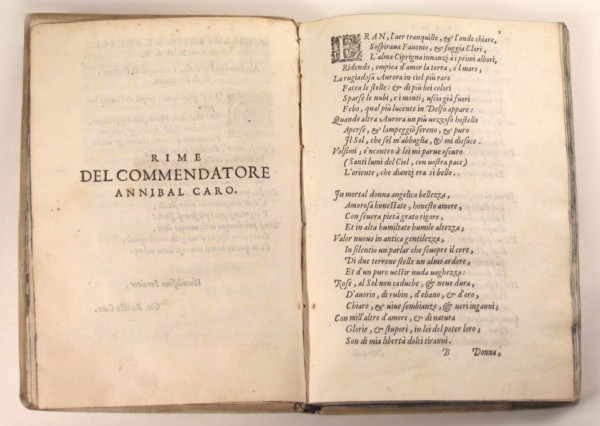 RIME
DEL COMMENDATORE
ANNIBAL CARO.
ERAN, l'aer tranquillo, & l'onde chiare,
Sospiraua Fauonio, & fuggia Clori,
L'alma Ciprigna innanzi à i primi albori,
Ridendo, empiea d'amor la terra, e'l mare;
La rugiadosa Aurora in ciel più rare
Facea le stelle: & di più bei colori
Sparse le nubi, e i monti; uscia già fuori
Febo, qual più lucente in Delfo appare:
Quando altra Aurora un più uezzoso hostello
Aperse, & lampeggiò sereno, & puro
Il Sol, che sol m'abbaglia, & mi disface.
Volsimi, e'ncontro à lei mi parue oscuro
(Santi lumi del Ciel, con uostra pace)
L'oriente, che dianzi era sì bello.
In mortal donna angelica bellezza,
Amorosa honestate, honesto amore,
Con seuera pietà grato rigore,
Et in alta humiltate humile altezza;
Valor nuouo in antica gentilezza,
In silentio un parlar che scuopre il core,
Di due terrene stelle un almo ardore,
Et d'un puro uestir nuda uaghezza:
Rose, al Sol non caduche, & neue dura,
D'auorio, di rubin, d'ebano, & d'oro,
Chiare, & uiue sembianze, & ueri inganni;
Con mill'altre d'amore, & di natura
Glorie, & stupori, in lei del poter loro;
Son di mia libertà dolci tiranni.
B Donna,